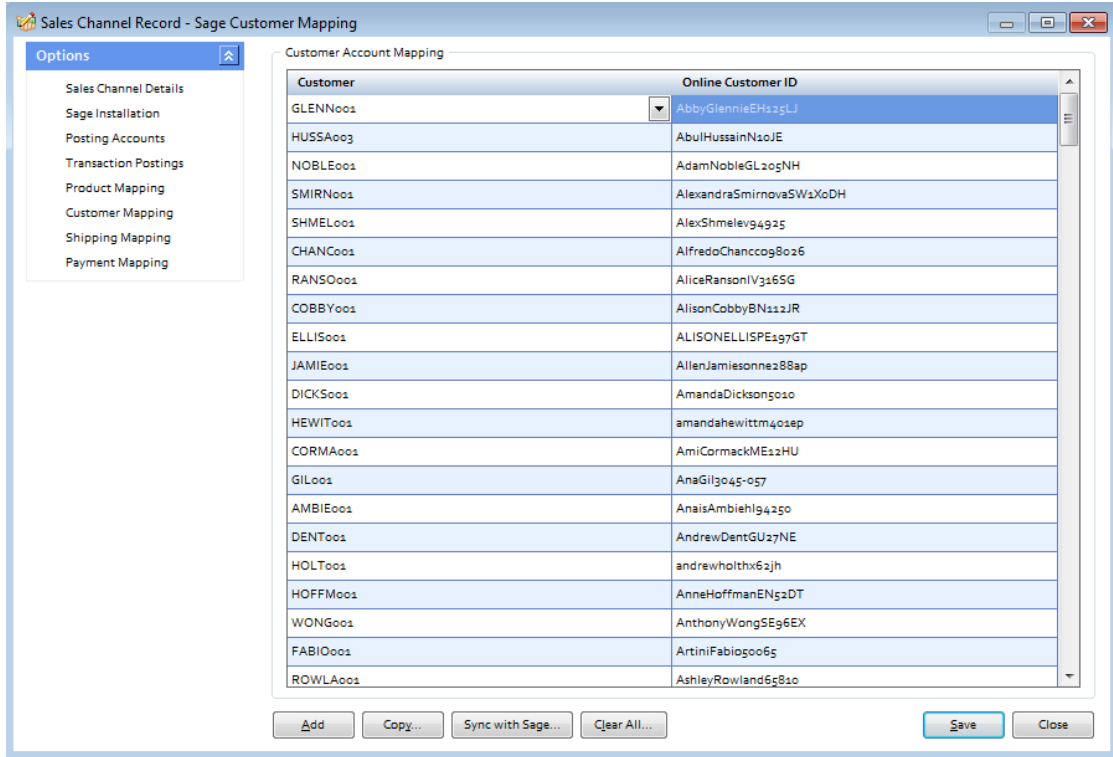 Sales Channel Record - Sage Customer Mapping
Options
Sales Channel Details
Sage Installation
Posting Accounts
Transaction Postings
Product Mapping
Customer Mapping
Shipping Mapping
Payment Mapping
Customer Account Mapping
Customer Online Customer ID
GLENN001 AbbyGlennieEH125LJ
HUSSA003 AbulHussainN10JE
NOBLE001 AdamNobleGL205NH
SMIRN001 AlexandraSmirnovaSW1X0DH
SHMEL001 AlexShmelev94925
CHANC001 AlfredoChancco98026
RANSO001 AliceRansonIV316SG
COBBY001 AlisonCobbyBN112JR
ELLIS001 ALISONELLISPE197GT
JAMIE001 AllenJamiesonne288ap
DICKS001 AmandaDickson5010
HEWIT001 amandahewittm401ep
CORMA001 AmiCormackME12HU
GIL001 AnaGil3045-057
AMBIE001 AnaisAmbiehl94250
DENT001 AndrewDentGU27NE
HOLT001 andrewholthx62jh
HOFFM001 AnneHoffmanEN52DT
WONG001 AnthonyWongSE96EX
FABIO001 ArtiniFabio50065
ROWLA001 AshleyRowland65810
Add Copy... Sync with Sage... Clear All... Save Close